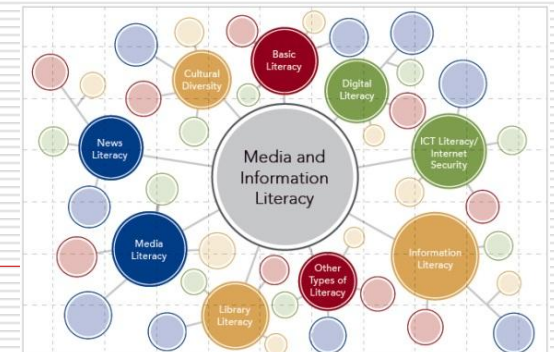 Basic
Literacy
Cultural
Diversity
Digital
Literacy
News
Literacy
ICT Literacy/
Internet
Security
Media and
Information
Literacy
Media
Literacy
Information
Literacy
Other
Types of
Literacy
Library
Literacy